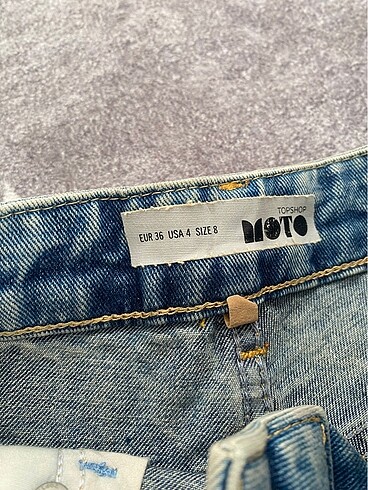 TOPSHOP
EUR 36 USA 4 SIZE 8 MOTO